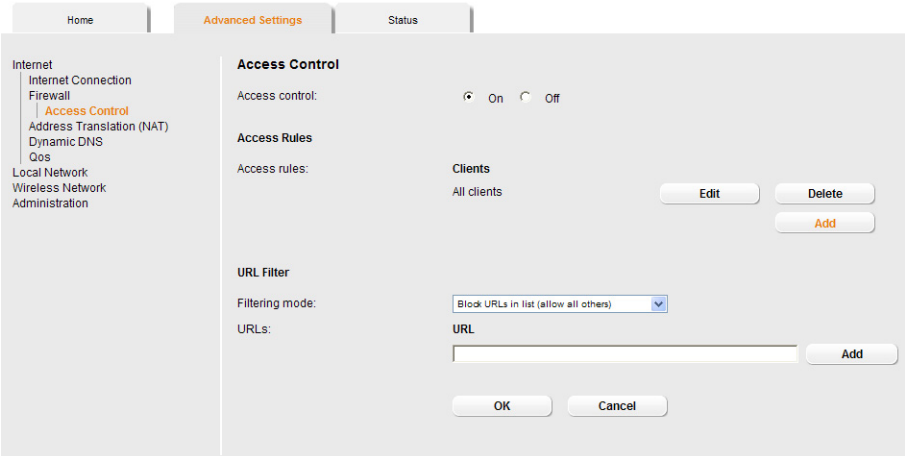 Home
Advanced Settings
Status
Internet
Internet Connection
Firewall
Access Control
Address Translation (NAT)
Dynamic DNS
Qos
Local Network
Wireless Network
Administration
Access Control
Access control:
On
Off
Access Rules
Access rules:
Clients
All clients
Edit
Delete
Add
URL Filter
Filtering mode:
Block URLs in list (allow all others)
URLs:
URL
Add
OK
Cancel